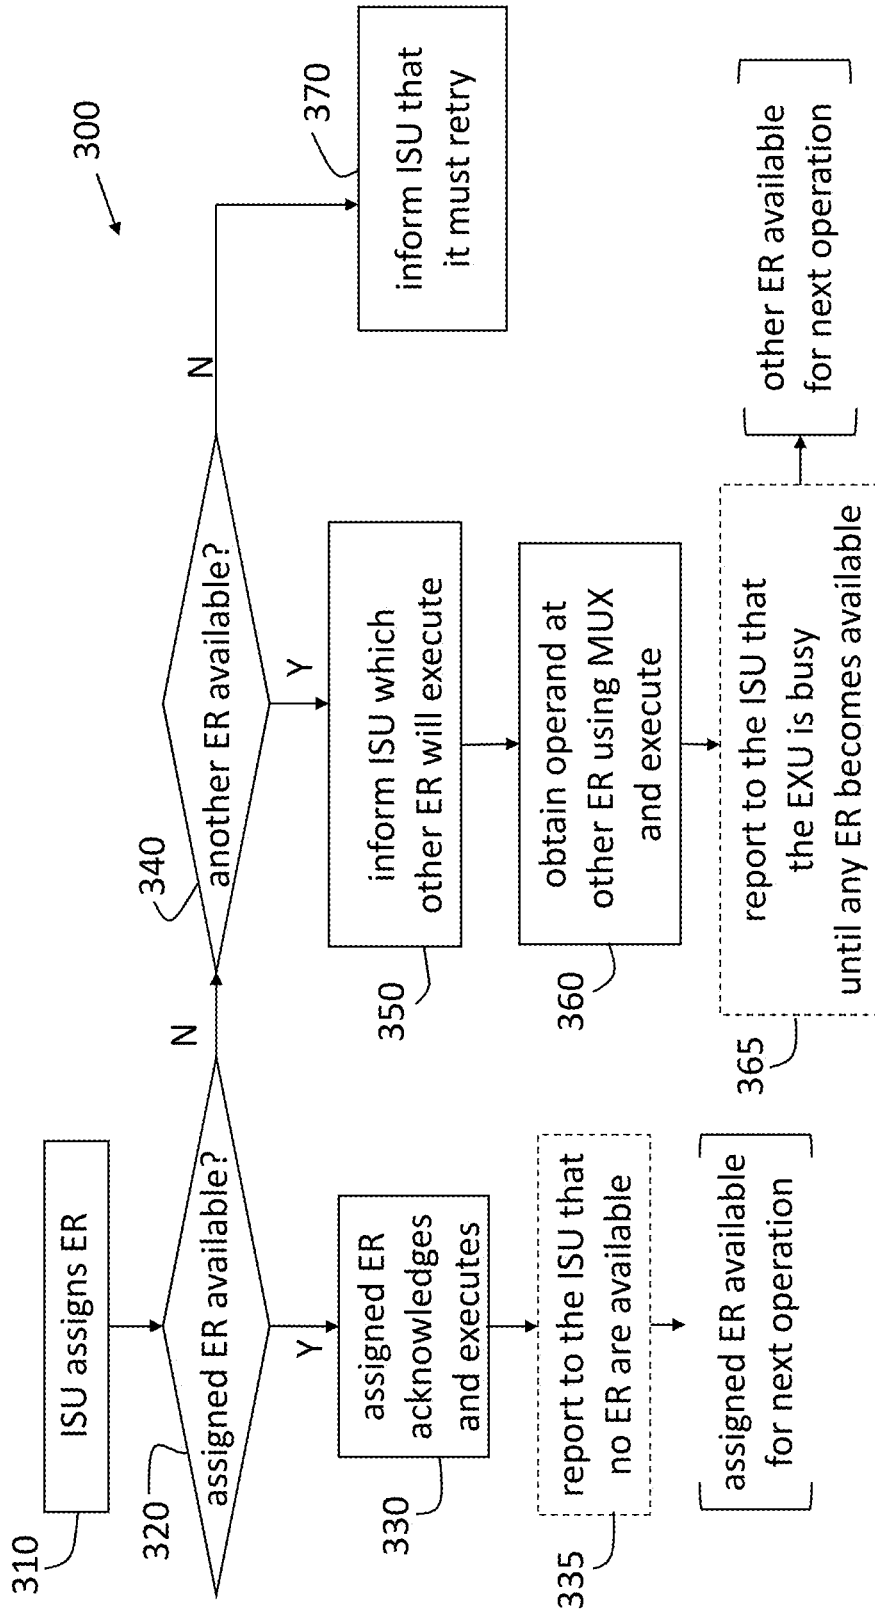 300
310
ISU assigns ER
320
assigned ER available?
N
Y
330
assigned ER
acknowledges
and executes
335
report to the ISU that
no ER are available
assigned ER available
for next operation
340
another ER available?
N
Y
350
inform ISU which
other ER will execute
360
obtain operand at
other ER using MUX
and execute
365
report to the ISU that
the EXU is busy
until any ER becomes available
other ER available
for next operation
370
inform ISU that
it must retry